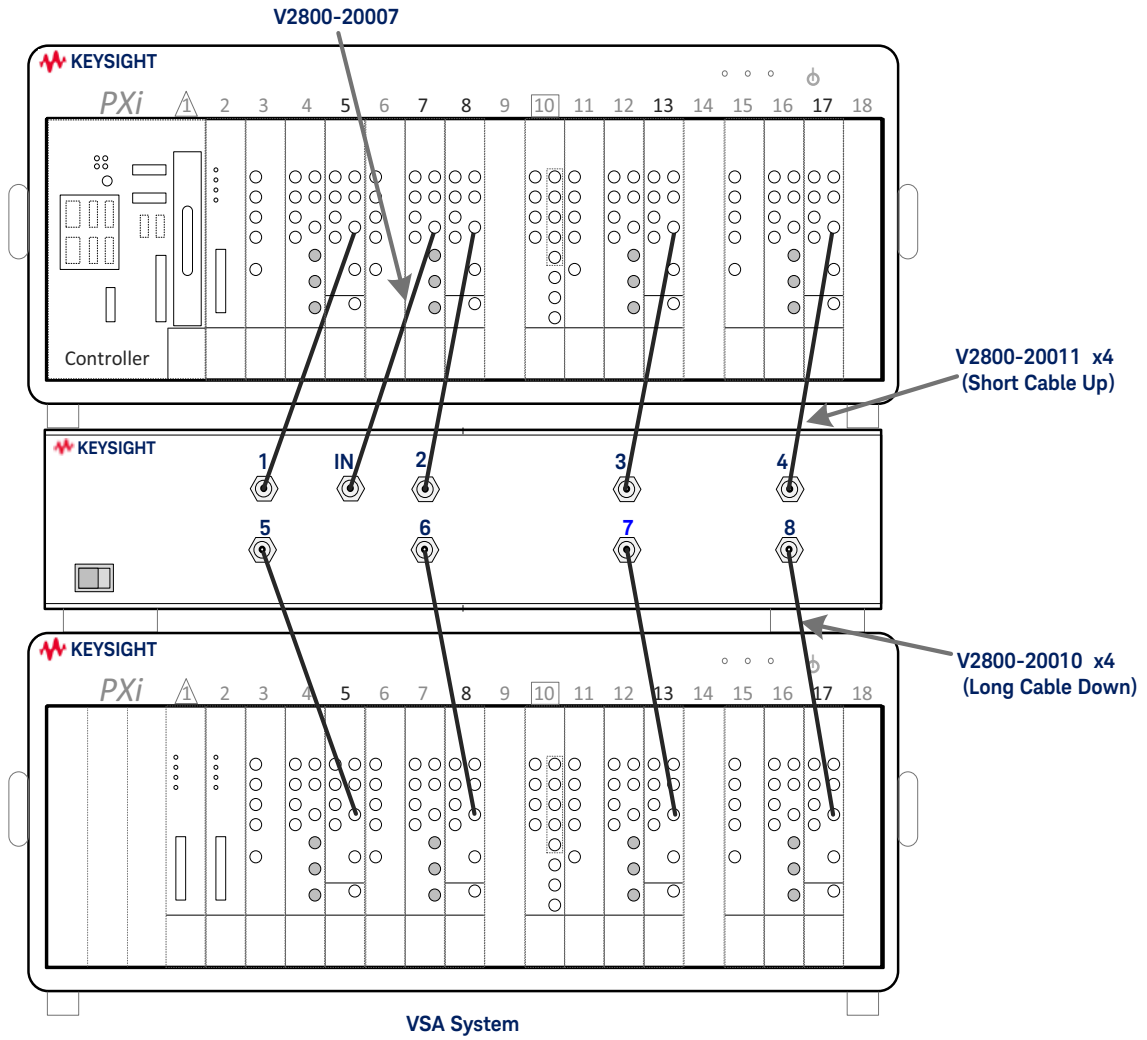 V2800-20007
KEYSIGHT
PXi 1 2 3 4 5 6 7 8 9 10 11 12 13 14 15 16 17 18
Controller
V2800-20011 x4
(Short Cable Up)
KEYSIGHT
1 IN 2 3 4
5 6 7 8
V2800-20010 x4
(Long Cable Down)
KEYSIGHT
PXi 1 2 3 4 5 6 7 8 9 10 11 12 13 14 15 16 17 18
VSA System